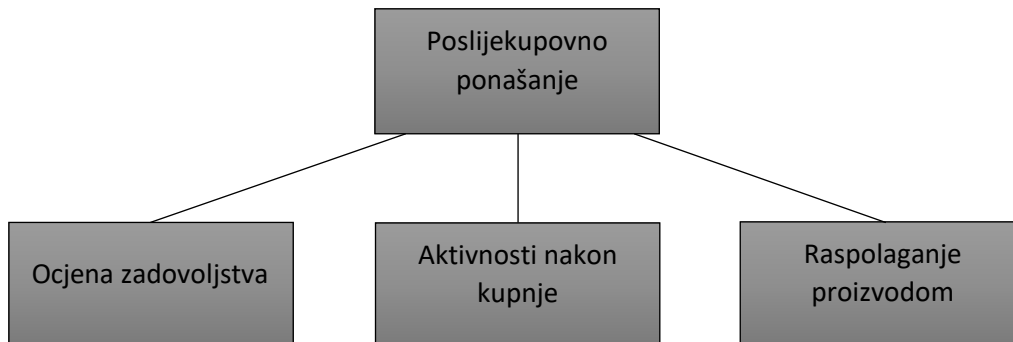 Poslijekupovno
ponašanje
Ocjena zadovoljstva
Aktivnosti nakon
kupnje
Raspolaganje
proizvodom